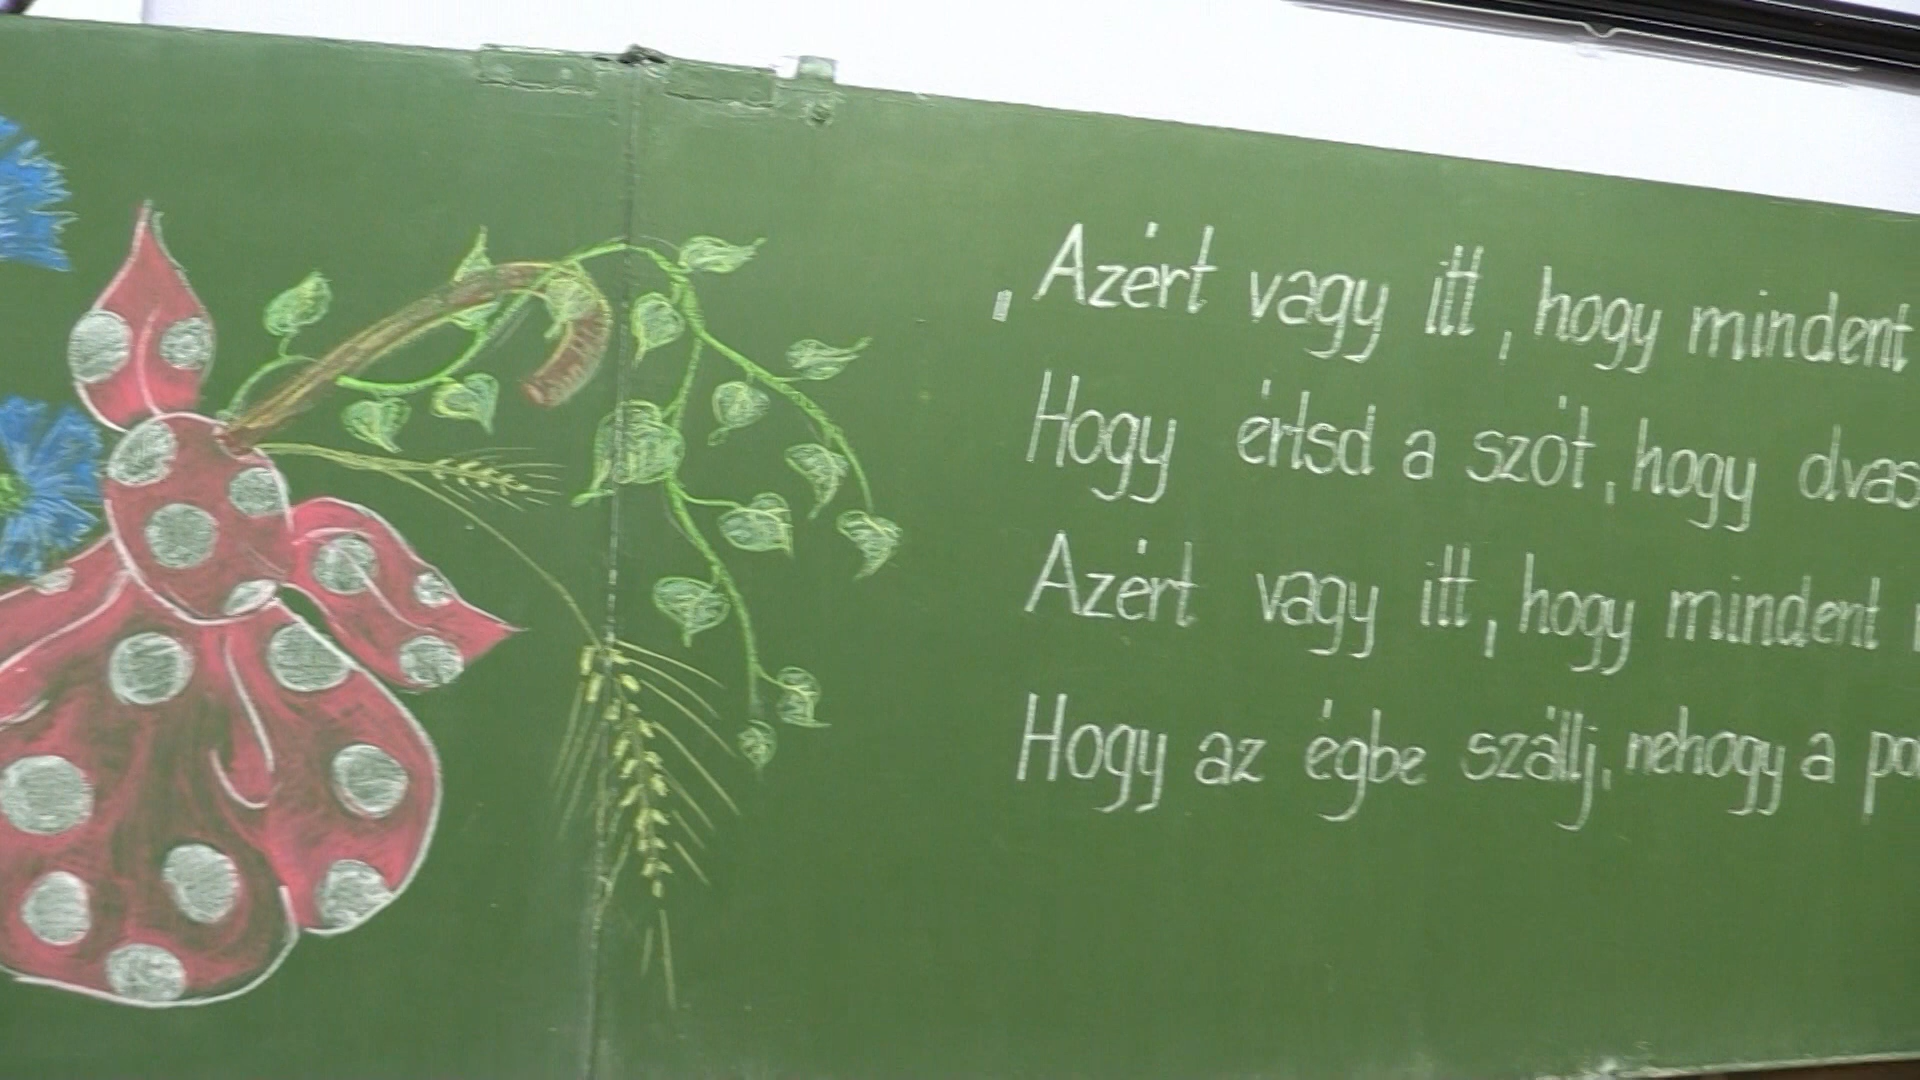 „Azért vagy itt, hogy mindent
Hogy értsd a szót, hogy olvas
Azért vagy itt, hogy mindent
Hogy az égbe szállj, nehogy a po